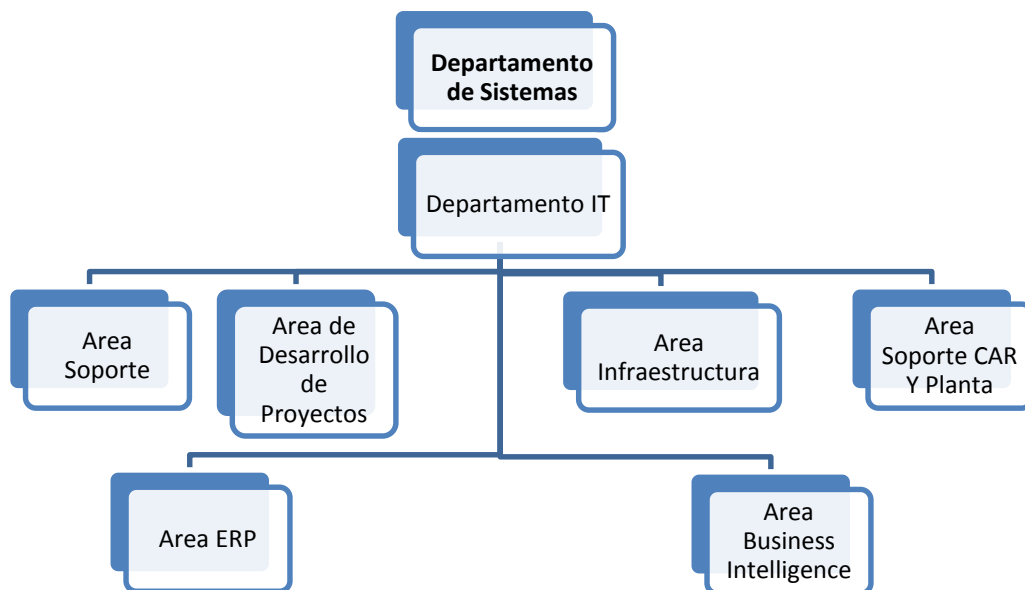 Departamento
de Sistemas
Departamento IT
Area
Soporte
Area de
Desarrollo
de
Proyectos
Area
Infraestructura
Area
Soporte CAR
Y Planta
Area ERP
Area
Business
Intelligence